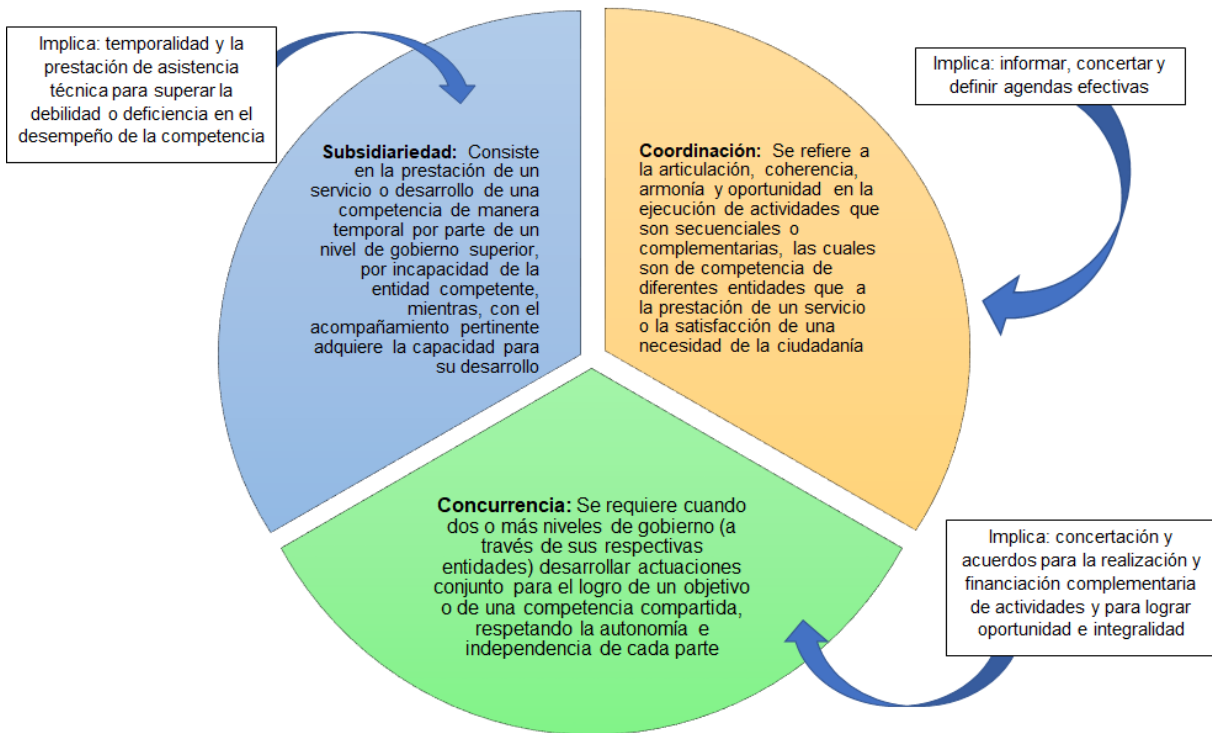 Implica: temporalidad y la
prestación de asistencia
técnica para superar la
debilidad o deficiencia en el
desempeño de la competencia
Subsidiariedad: Consiste
en la prestación de un
servicio o desarrollo de una
competencia de manera
temporal por parte de un
nivel de gobierno superior,
por incapacidad de la
entidad competente,
mientras, con el
acompañamiento pertinente
adquiere la capacidad para
su desarrollo
Implica: informar, concertar y
definir agendas efectivas
Coordinación: Se refiere a
la articulación, coherencia,
armonía y oportunidad en la
ejecución de actividades que
son secuenciales o
complementarias, las cuales
son de competencia de
diferentes entidades que a
la prestación de un servicio
o la satisfacción de una
necesidad de la ciudadanía
Concurrencia: Se requiere cuando
dos o más niveles de gobierno (a
través de sus respectivas
entidades) desarrollar actuaciones
conjunto para el logro de un objetivo
o de una competencia compartida,
respetando la autonomía e
independencia de cada parte
Implica: concertación y
acuerdos para la realización y
financiación complementaria
de actividades y para lograr
oportunidad e integralidad